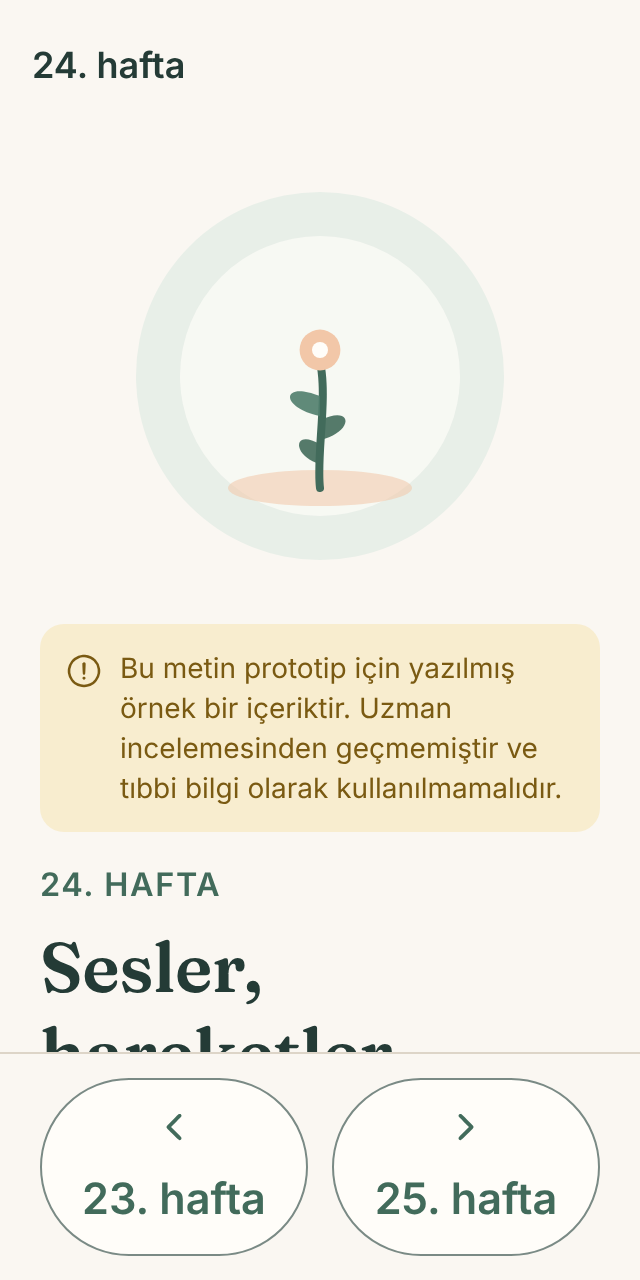 24. hafta
Bu metin prototip için yazılmış
örnek bir içeriktir. Uzman
incelemesinden geçmemiştir ve
tıbbi bilgi olarak kullanılmamalıdır.
24. HAFTA
Sesler,
23. hafta
25. hafta